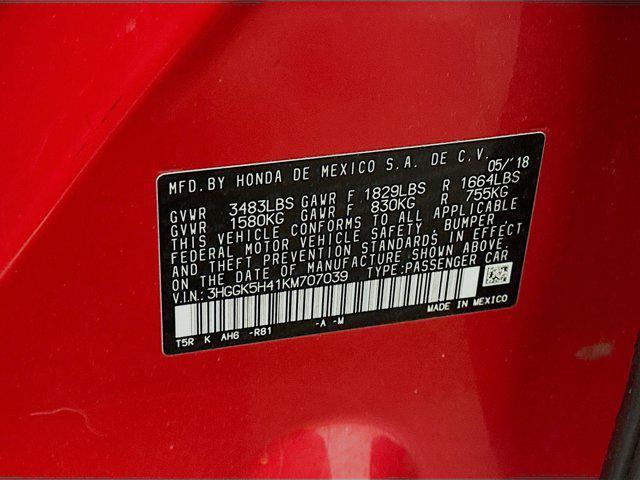 MFD.BY HONDA DE MEXICO S.A. DE C.V. 05/'18
GVWR 3483LBS GAWR F 1829LBS R 1664LBS
GVWR 1580KG GAWR F 830KG R 755KG
THIS VEHICLE CONFORMS TO ALL APPLICABLE
FEDERAL MOTOR VEHICLE SAFETY, BUMPER
AND THEFT PREVENTION STANDARDS IN EFFECT
ON THE DATE OF MANUFACTURE SHOWN ABOVE.
V.I.N.: 3HGGK5H41KM707039 TYPE:PASSENGER CAR
T5R K AH6 -R81 -A -M MADE IN MEXICO